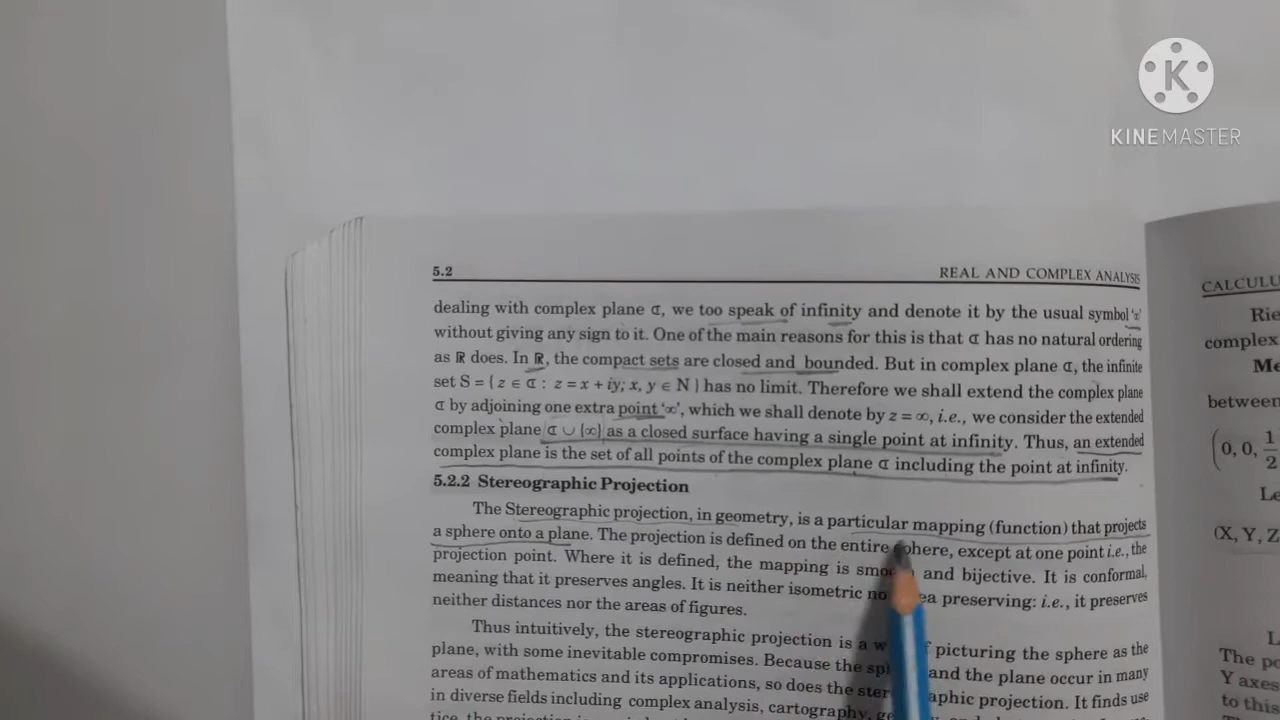 K
KINEMASTER
5.2 REAL AND COMPLEX ANALYSIS
dealing with complex plane ℂ, we too speak of infinity and denote it by the usual symbol '∞'
without giving any sign to it. One of the main reasons for this is that ℂ has no natural ordering
as ℝ does. In ℝ, the compact sets are closed and bounded. But in complex plane ℂ, the infinite
set S = { z ∈ ℂ : z = x + iy; x, y ∈ N } has no limit. Therefore we shall extend the complex plane
ℂ by adjoining one extra point '∞', which we shall denote by z = ∞, i.e., we consider the extended
complex plane ℂ ∪ {∞} as a closed surface having a single point at infinity. Thus, an extended
complex plane is the set of all points of the complex plane ℂ including the point at infinity.
5.2.2 Stereographic Projection
The Stereographic projection, in geometry, is a particular mapping (function) that projects
a sphere onto a plane. The projection is defined on the entire sphere, except at one point i.e., the
projection point. Where it is defined, the mapping is and bijective. It is conformal,
meaning that it preserves angles. It is neither isometric preserving: i.e., it preserves
neither distances nor the areas of figures.
Thus intuitively, the stereographic projection is a picturing the sphere as the
plane, with some inevitable compromises. Because the and the plane occur in many
areas of mathematics and its applications, so does the projection. It finds use
in diverse fields including complex analysis, cartography,
CALCULU
Rie
complex
Me
between
(0, 0, 1/2
Le
(X, Y, Z
L
The po
Y axes
to this